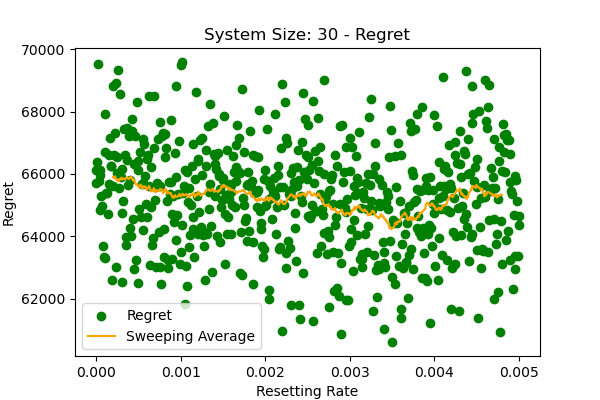 System Size: 30 - Regret
70000
68000
66000
64000
62000
Regret
Regret
Sweeping Average
0.000
0.001
0.002
0.003
0.004
0.005
Resetting Rate